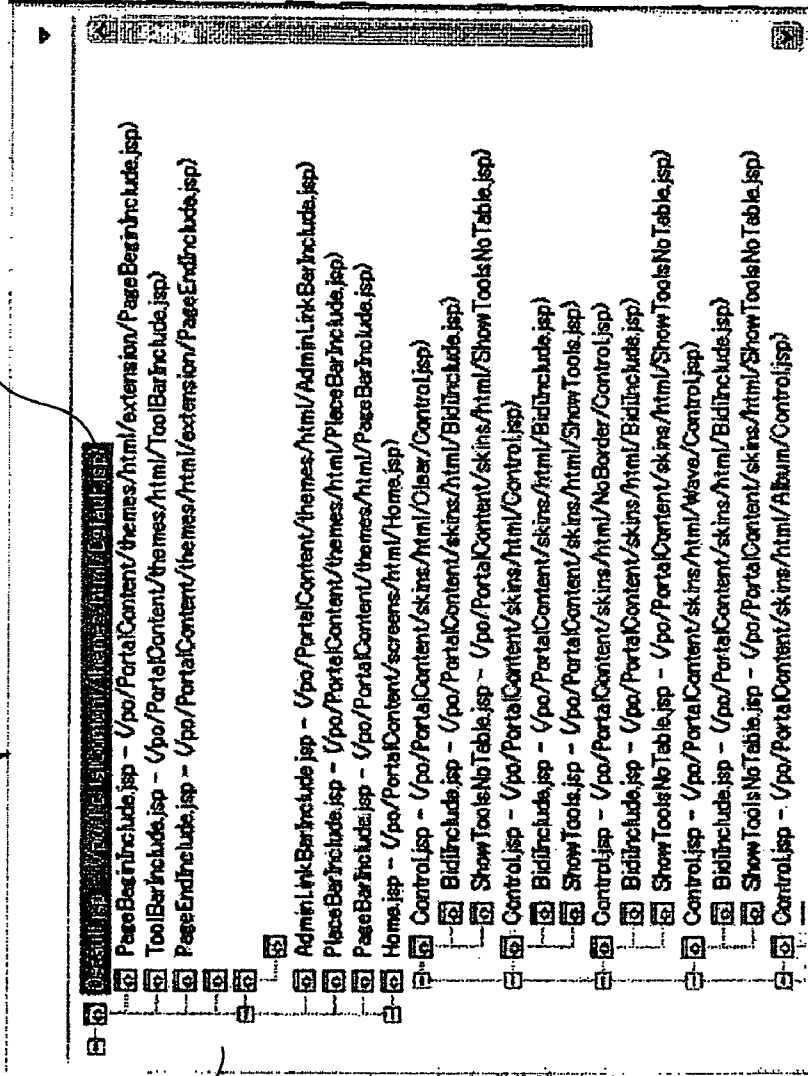 PageBeginInclude.jsp - (/po/PortalContent/themes/html/extension/PageBeginInclude.jsp)
ToolBarInclude.jsp - (/po/PortalContent/themes/html/ToolBarInclude.jsp)
PageEndInclude.jsp - (/po/PortalContent/themes/html/extension/PageEndInclude.jsp)
AdminLinkBarInclude.jsp - (/po/PortalContent/themes/html/AdminLinkBarInclude.jsp)
PlaceBarInclude.jsp - (/po/PortalContent/themes/html/PlaceBarInclude.jsp)
PageBarInclude.jsp - (/po/PortalContent/themes/html/PageBarInclude.jsp)
Home.jsp - (/po/PortalContent/screens/html/Home.jsp)
Control.jsp - (/po/PortalContent/skins/html/Clear/Control.jsp)
BidiInclude.jsp - (/po/PortalContent/skins/html/BidiInclude.jsp)
ShowToolsNoTable.jsp - (/po/PortalContent/skins/html/ShowToolsNoTable.jsp)
Control.jsp - (/po/PortalContent/skins/html/Control.jsp)
BidiInclude.jsp - (/po/PortalContent/skins/html/BidiInclude.jsp)
ShowTools.jsp - (/po/PortalContent/skins/html/ShowTools.jsp)
Control.jsp - (/po/PortalContent/skins/html/NoBorder/Control.jsp)
BidiInclude.jsp - (/po/PortalContent/skins/html/BidiInclude.jsp)
ShowToolsNoTable.jsp - (/po/PortalContent/skins/html/ShowToolsNoTable.jsp)
Control.jsp - (/po/PortalContent/skins/html/Wave/Control.jsp)
BidiInclude.jsp - (/po/PortalContent/skins/html/BidiInclude.jsp)
ShowToolsNoTable.jsp - (/po/PortalContent/skins/html/ShowToolsNoTable.jsp)
Control.jsp - (/po/PortalContent/skins/html/Album/Control.jsp)